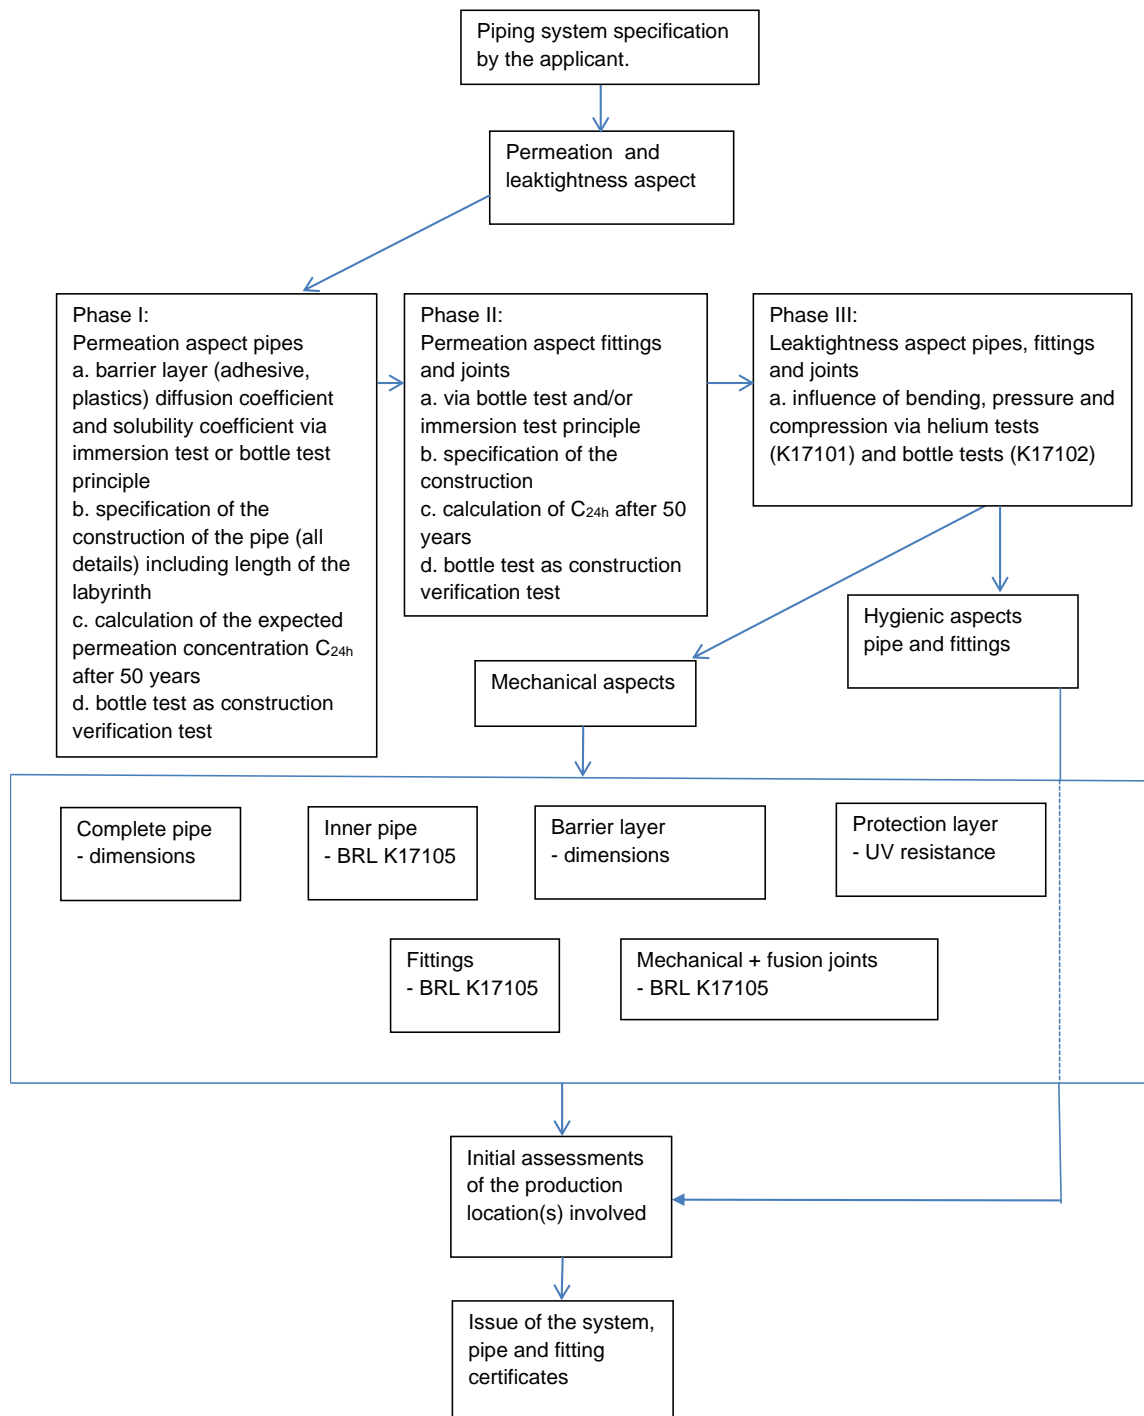 Piping system specification
by the applicant.
Permeation and
leaktightness aspect
Phase I:
Permeation aspect pipes
a. barrier layer (adhesive,
plastics) diffusion coefficient
and solubility coefficient via
immersion test or bottle test
principle
b. specification of the
construction of the pipe (all
details) including length of the
labyrinth
c. calculation of the expected
permeation concentration C24h
after 50 years
d. bottle test as construction
verification test
Phase II:
Permeation aspect fittings
and joints
a. via bottle test and/or
immersion test principle
b. specification of the
construction
c. calculation of C24h after 50
years
d. bottle test as construction
verification test
Phase III:
Leaktightness aspect pipes, fittings
and joints
a. influence of bending, pressure and
compression via helium tests
(K17101) and bottle tests (K17102)
Hygienic aspects
pipe and fittings
Mechanical aspects
Complete pipe
- dimensions
Inner pipe
- BRL K17105
Barrier layer
- dimensions
Protection layer
- UV resistance
Fittings
- BRL K17105
Mechanical + fusion joints
- BRL K17105
Initial assessments
of the production
location(s) involved
Issue of the system,
pipe and fitting
certificates